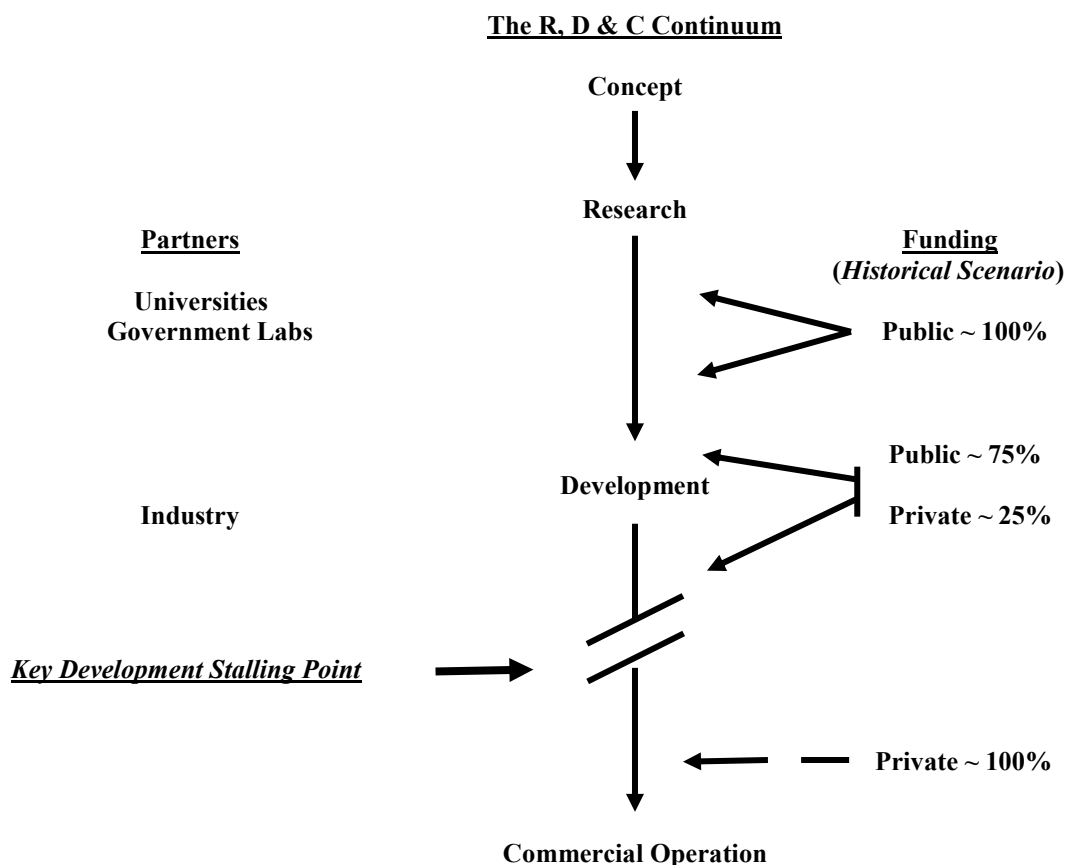 The R, D & C Continuum
Concept
Research
Partners
Funding
(Historical Scenario)
Universities
Government Labs
Public ~ 100%
Public ~ 75%
Development
Industry
Private ~ 25%
Key Development Stalling Point
Private ~ 100%
Commercial Operation